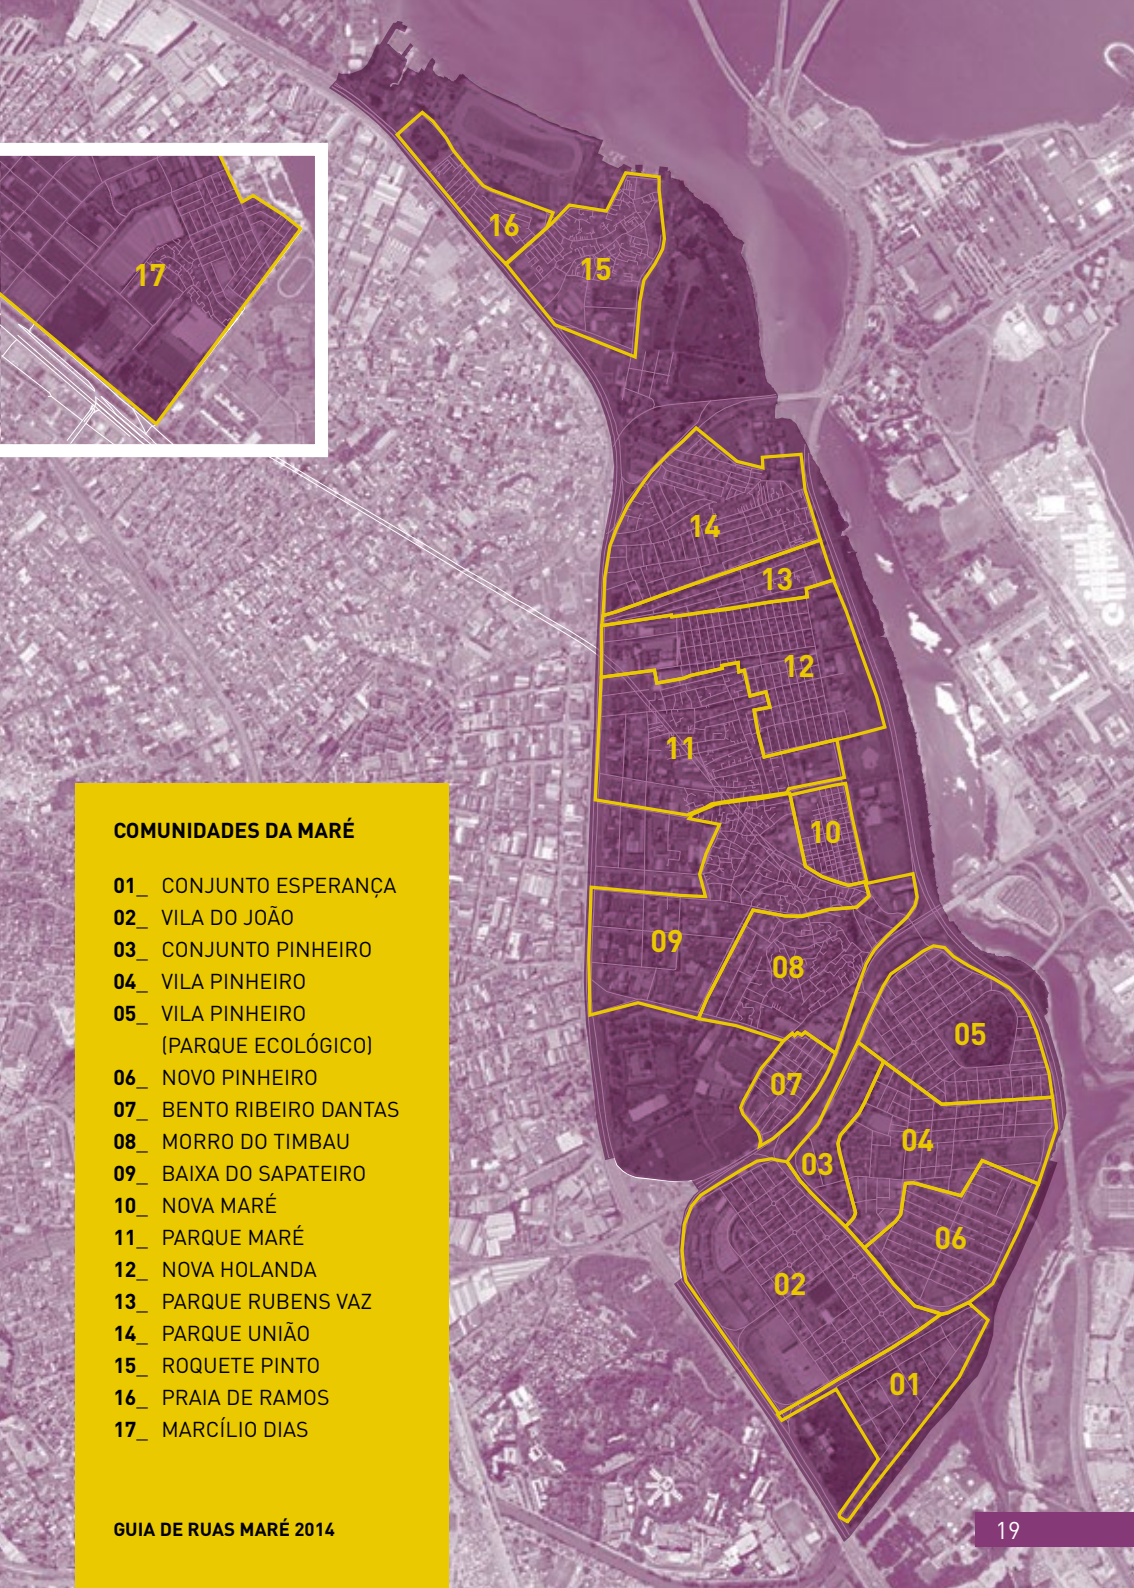 17
16
15
14
13
12
11
10
09
08
07
05
04
03
06
02
01
COMUNIDADES DA MARÉ
01_ CONJUNTO ESPERANÇA
02_ VILA DO JOÃO
03_ CONJUNTO PINHEIRO
04_ VILA PINHEIRO
05_ VILA PINHEIRO
(PARQUE ECOLÓGICO)
06_ NOVO PINHEIRO
07_ BENTO RIBEIRO DANTAS
08_ MORRO DO TIMBAU
09_ BAIXA DO SAPATEIRO
10_ NOVA MARÉ
11_ PARQUE MARÉ
12_ NOVA HOLANDA
13_ PARQUE RUBENS VAZ
14_ PARQUE UNIÃO
15_ ROQUETE PINTO
16_ PRAIA DE RAMOS
17_ MARCÍLIO DIAS
GUIA DE RUAS MARÉ 2014
19